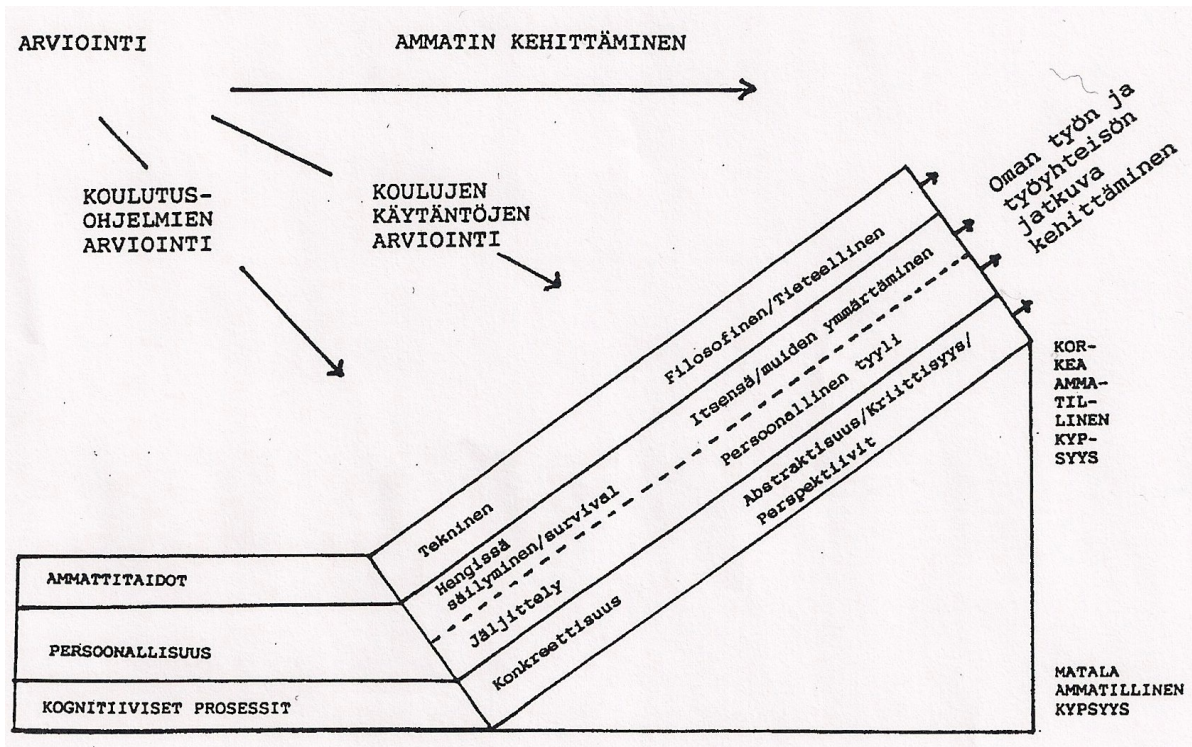 ARVIOINTI
AMMATIN KEHITTÄMINEN
KOULUTUS-
OHJELMIEN
ARVIOINTI
KOULUJEN
KÄYTÄNTÖJEN
ARVIOINTI
Oman työn ja
työyhteisön
jatkuva
kehittäminen
Tekninen
Filosofinen/Tieteellinen
Hengissä
säilyminen/survival
Itsensä/muiden ymmärtäminen
Jäljittely
Persoonallinen tyyli
Konkreettisuus
Abstraktisuus/Kriittisyys/
Perspektiivit
AMMATTITAIDOT
PERSOONALLISUUS
KOGNITIIVISET PROSESSIT
KOR-
KEA
AMMA-
TIL-
LINEN
KYP-
SYYS
MATALA
AMMATILLINEN
KYPSYYS